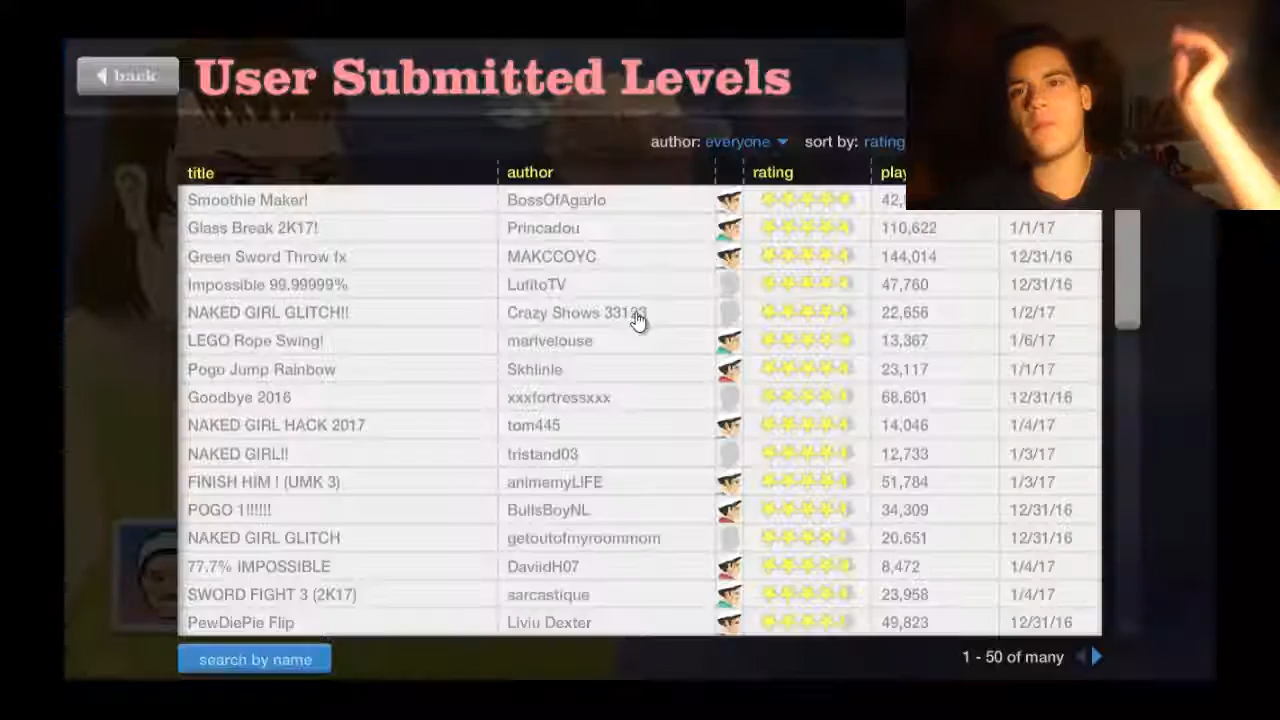 back
User Submitted Levels
author: everyone sort by: rating
title author rating play
Smoothie Maker! BossOfAgario 42,
Glass Break 2K17! Princadou 110,622 1/1/17
Green Sword Throw fx MAKCCOYC 144,014 12/31/16
Impossible 99.99999% LufitoTV 47,760 12/31/16
NAKED GIRL GLITCH!! Crazy Shows 22,656 1/2/17
LEGO Rope Swing! marivelouse 13,367 1/6/17
Pogo Jump Rainbow Skhlinle 23,117 1/1/17
Goodbye 2016 xxxfortressxxx 68,601 12/31/16
NAKED GIRL HACK 2017 tom445 14,046 1/4/17
NAKED GIRL!! tristand03 12,733 1/3/17
FINISH HIM ! (UMK 3) animemyLIFE 51,784 1/3/17
POGO 1!!!!!! BullsBoyNL 34,309 12/31/16
NAKED GIRL GLITCH getoutofmyroommom 20,651 12/31/16
77.7% IMPOSSIBLE DaviidH07 8,472 1/4/17
SWORD FIGHT 3 (2K17) sarcastique 23,958 1/4/17
PewDiePie Flip Liviu Dexter 49,823 12/31/16
search by name 1 - 50 of many